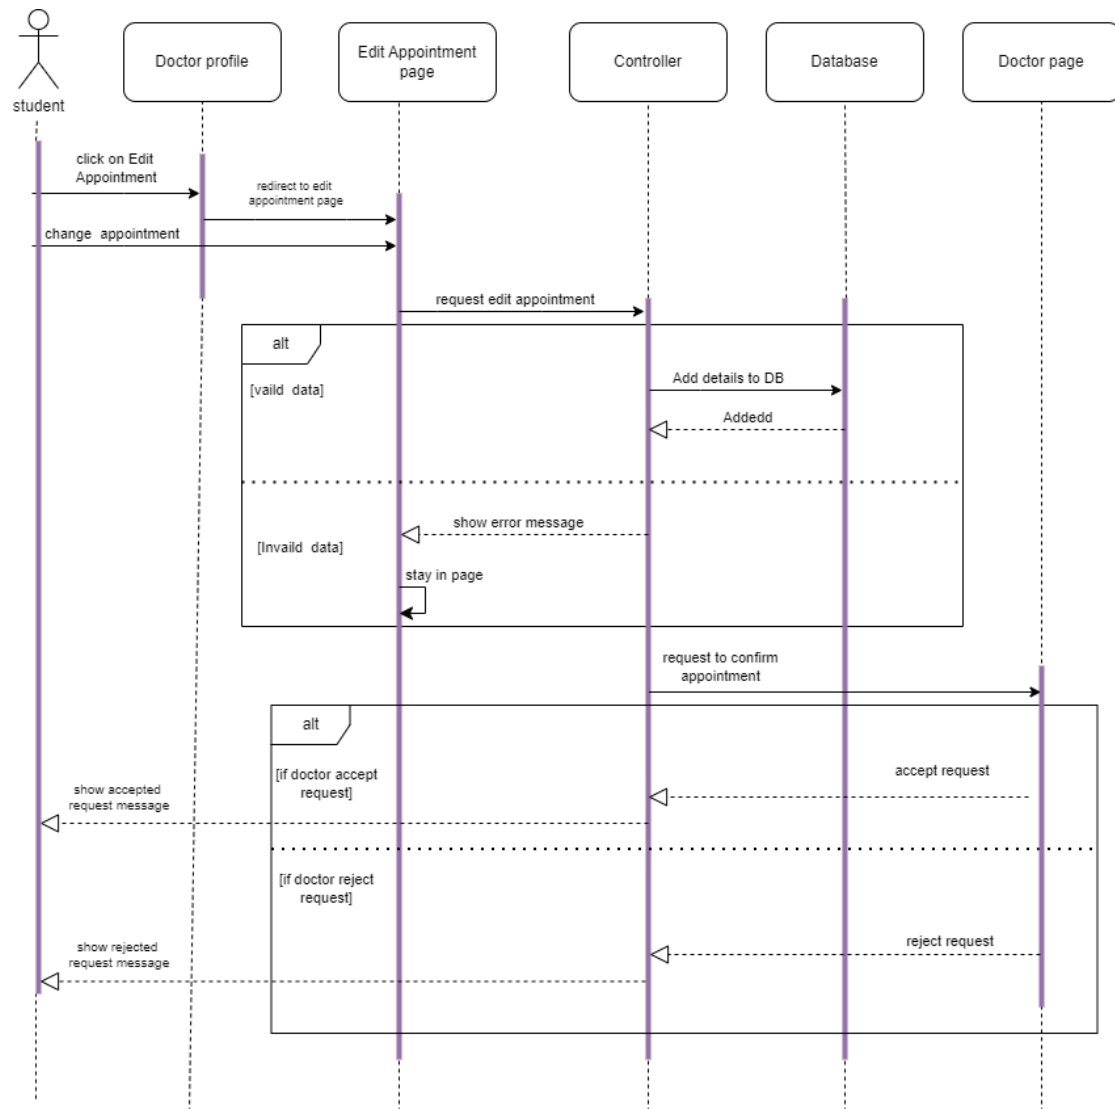 student
Doctor profile
Edit Appointment
page
Controller
Database
Doctor page
click on Edit
Appointment
redirect to edit
appointment page
change appointment
request edit appointment
alt
[vaild data]
Add details to DB
Addedd
show error message
[Invaild data]
stay in page
request to confirm
appointment
alt
[if doctor accept
request]
accept request
show accepted
request message
[if doctor reject
request]
reject request
show rejected
request message